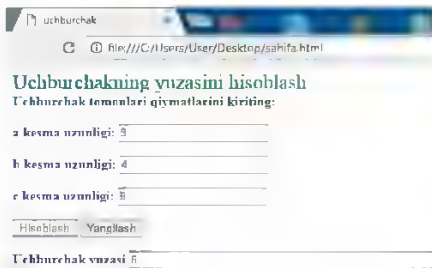 uchburchak
file:///C:/Users/User/Desktop/sahifa.html
Uchburchakning yuzasini hisoblash
Uchburchak tomonlari qiymatlarini kiriting:
a kesma uzunligi: 3
b kesma uzunligi: 4
c kesma uzunligi: 5
Hisoblash Yangilash
Uchburchak yuzasi 6